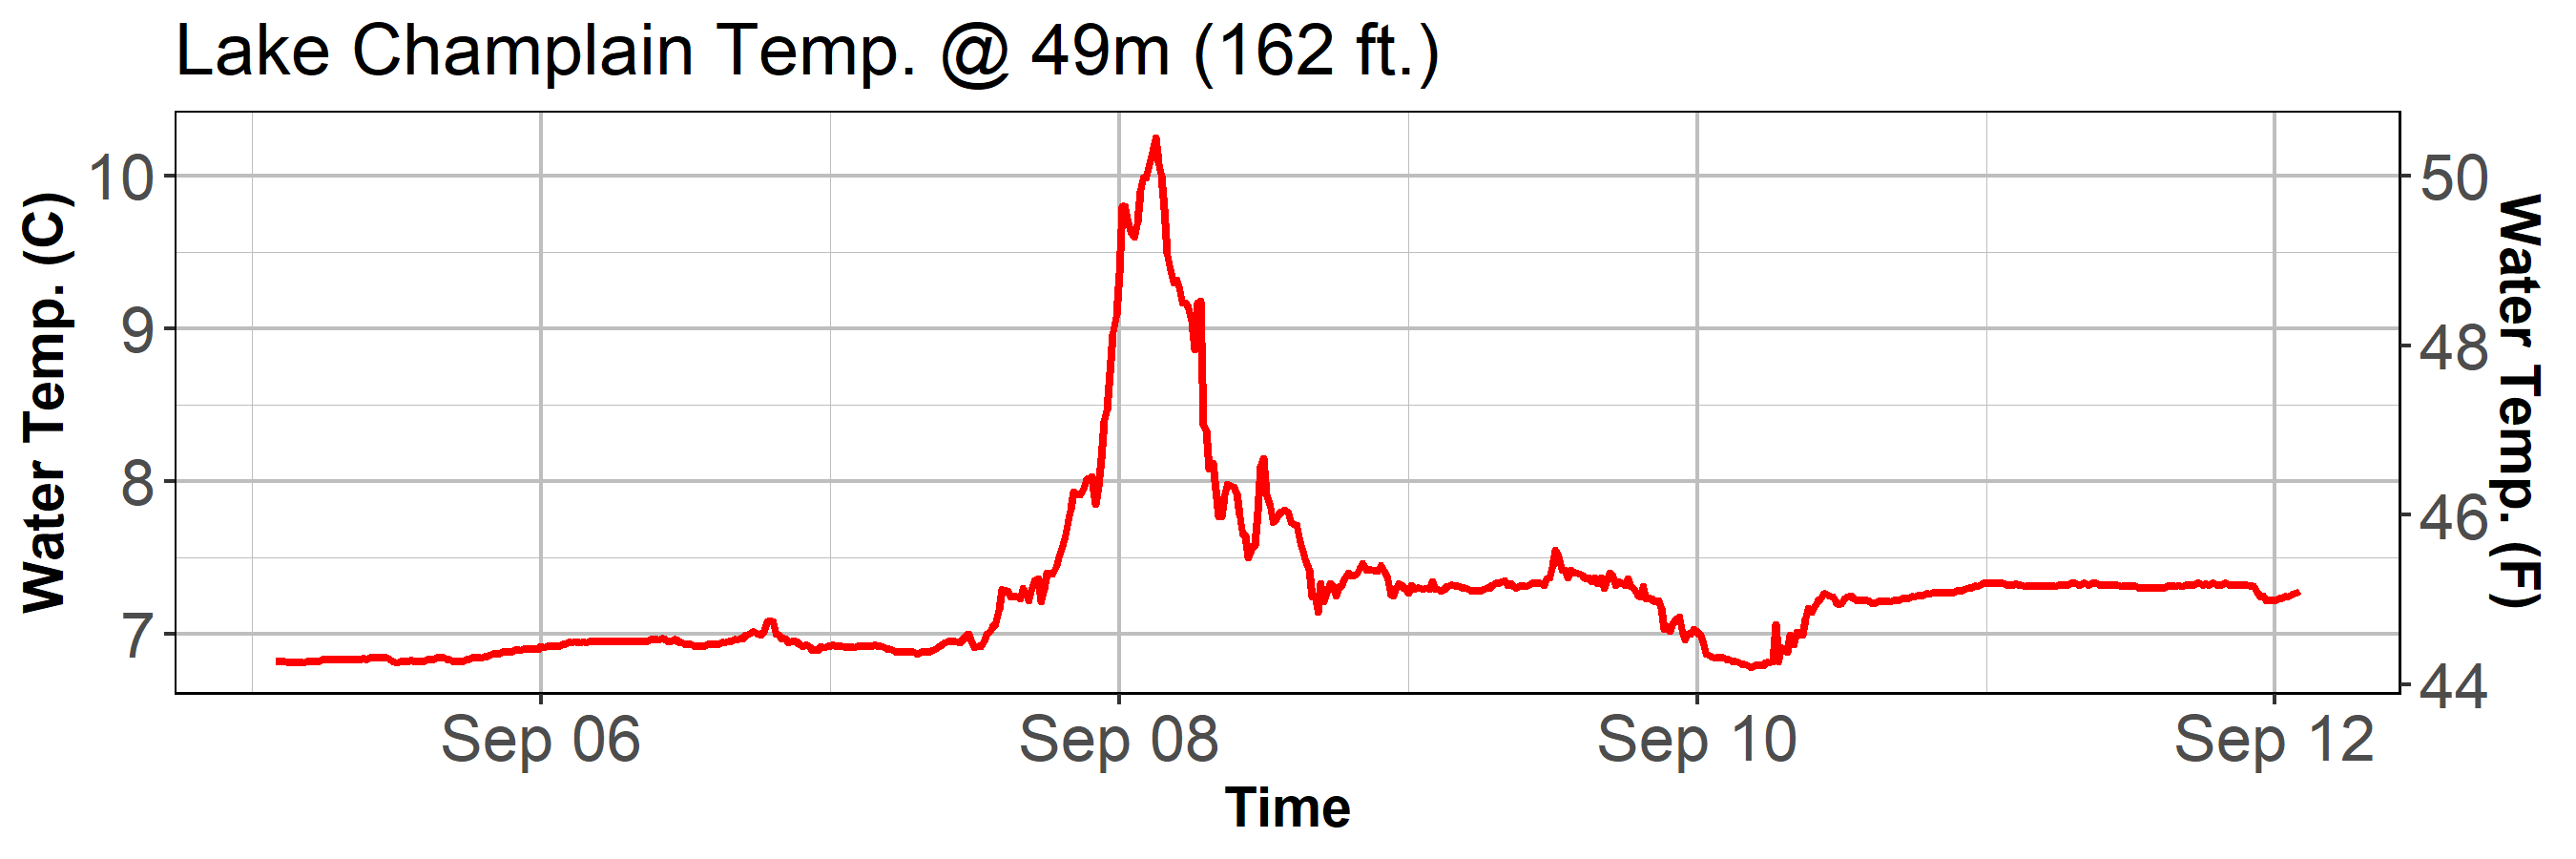 Lake Champlain Temp. @ 49m (162 ft.)
Water Temp. (C)
10
9
8
7
50
48
46
44
Water Temp. (F)
Sep 06
Sep 08
Sep 10
Sep 12
Time